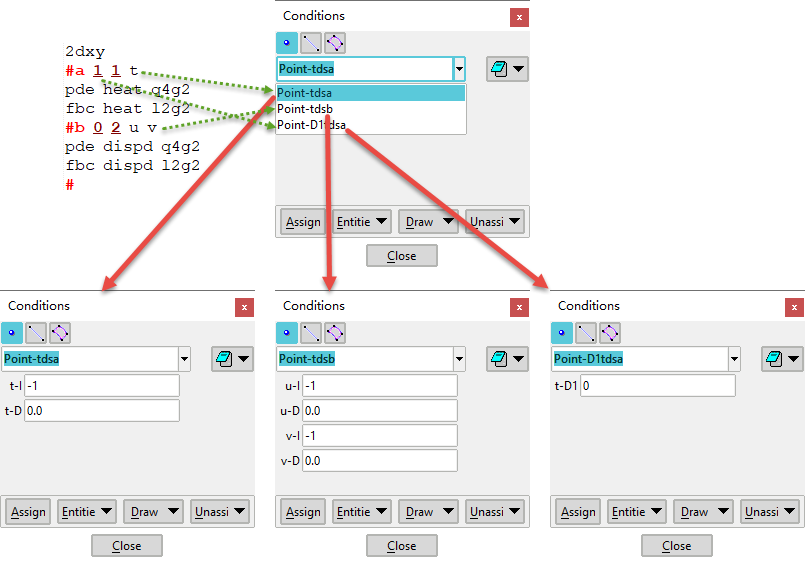 2dxy
#a 1 1 t
pde heat q4g2
fbc heat l2g2
#b 0 2 u v
pde dispd q4g2
fbc dispd l2g2
#
Conditions
x
Point-tdsa
Point-tdsa
Point-tdsb
Point-D1tdsa
Assign Entitie Draw Unassi
Close
Conditions
x
Point-tdsa
t-I -1
t-D 0.0
Assign Entitie Draw Unassi
Close
Conditions
x
Point-tdsb
u-I -1
u-D 0.0
v-I -1
v-D 0.0
Assign Entitie Draw Unassi
Close
Conditions
x
Point-D1tdsa
t-D1 0
Assign Entitie Draw Unassi
Close